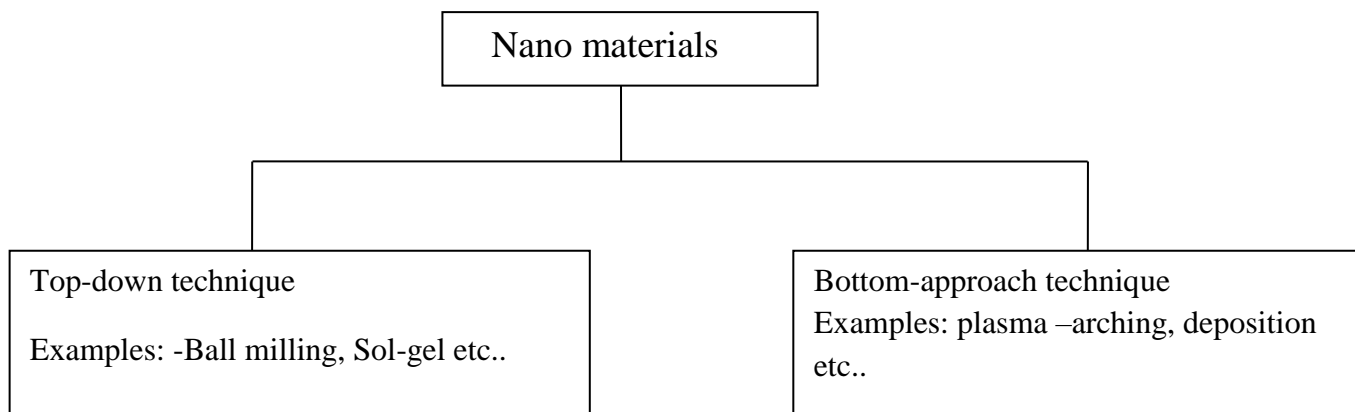 Nano materials
Top-down technique
Examples: -Ball milling, Sol-gel etc..
Bottom-approach technique
Examples: plasma –arching, deposition
etc..